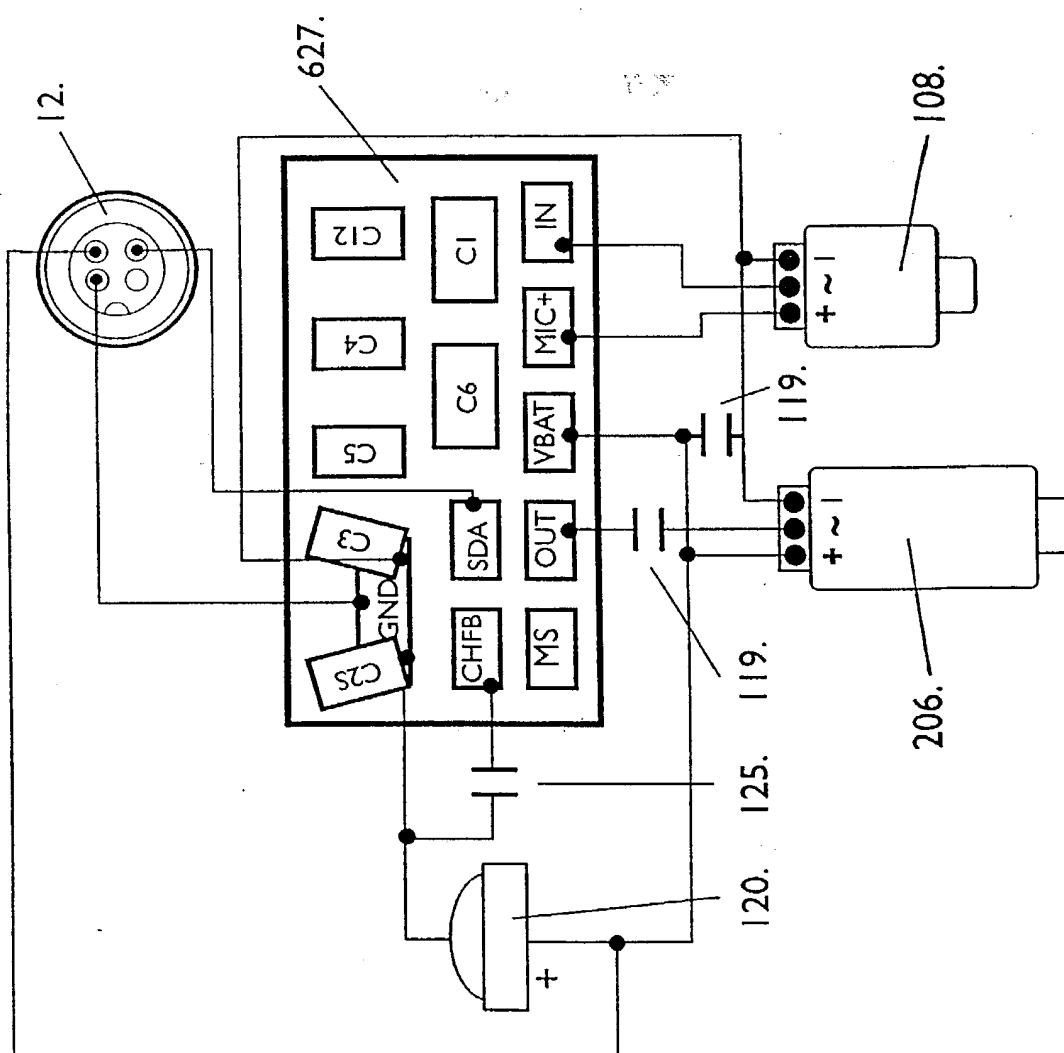 12.
627.
C12
C4
C5
C3
GND
C2S
C1
C6
SDA
CHFB
IN
MIC+
VBAT
OUT
MS
119.
119.
125.
120.
+
+ ~ −
+ ~ −
108.
206.